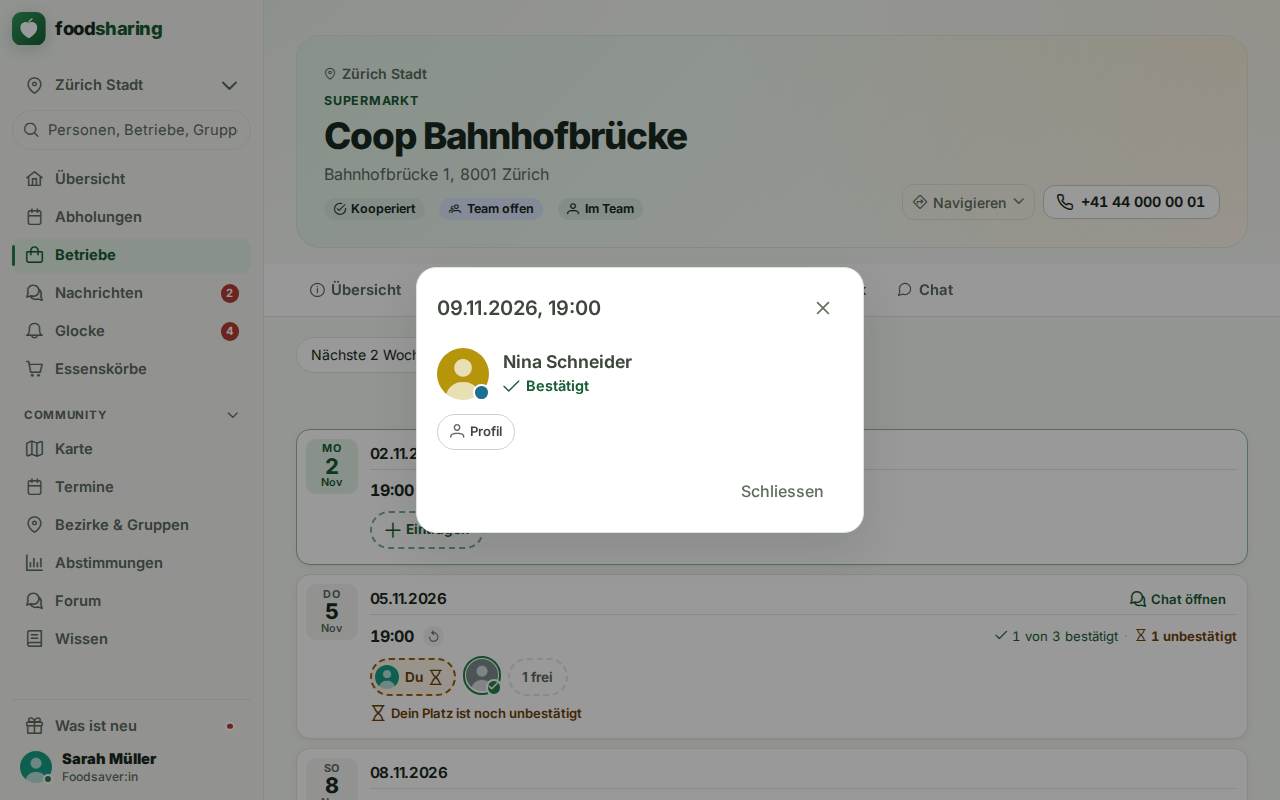 foodsharing
Zürich Stadt
Personen, Betriebe, Grupp
Übersicht
Abholungen
Betriebe
Nachrichten 2
Glocke 4
Essenskörbe
COMMUNITY
Karte
Termine
Bezirke & Gruppen
Abstimmungen
Forum
Wissen
Was ist neu
Sarah Müller
Foodsaver:in
Zürich Stadt
SUPERMARKT
Coop Bahnhofbrücke
Bahnhofbrücke 1, 8001 Zürich
Kooperiert Team offen Im Team
Navigieren +41 44 000 00 01
Übersicht Chat
Nächste 2 Woch
09.11.2026, 19:00
Nina Schneider
Bestätigt
Profil
Schliessen
MO
2
Nov
02.11.2
19:00
DO
5
Nov
05.11.2026
Chat öffnen
19:00
1 von 3 bestätigt · 1 unbestätigt
Du
1 frei
Dein Platz ist noch unbestätigt
SO
8
08.11.2026